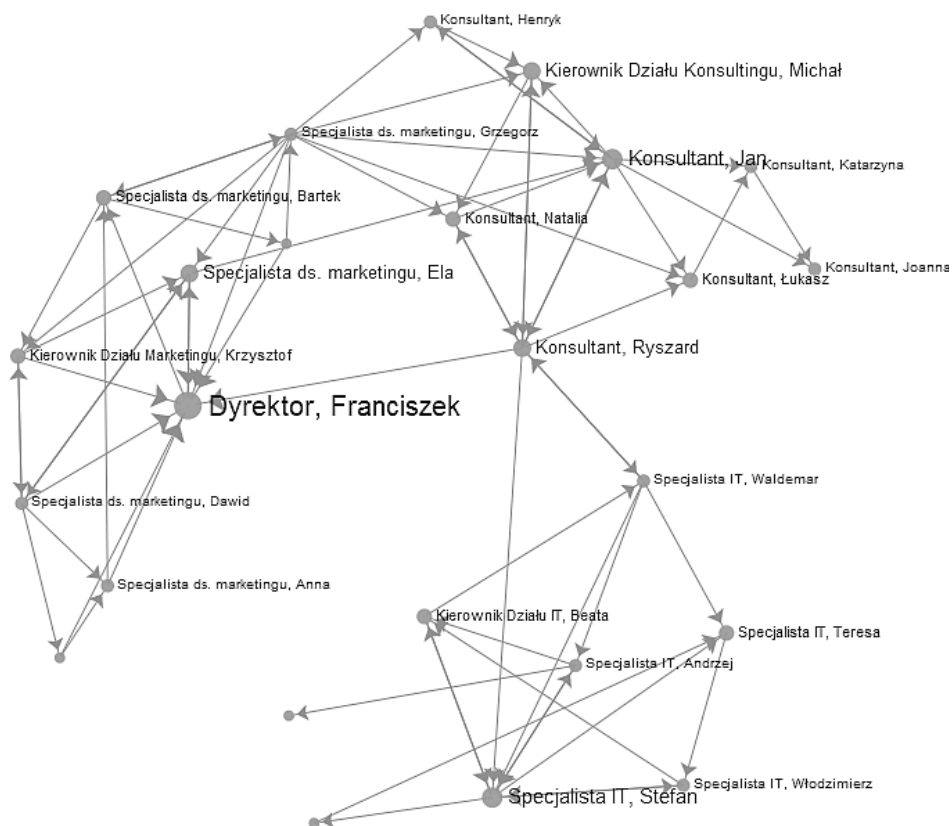 Konsultant, Henryk
Kierownik Działu Konsultingu, Michał
Specjalista ds. marketingu, Grzegorz
Konsultant, Jan
Konsultant, Katarzyna
Specjalista ds. marketingu, Bartek
Konsultant, Natalia
Specjalista ds. marketingu, Ela
Konsultant, Joanna
Konsultant, Łukasz
Konsultant, Ryszard
Kierownik Działu Marketingu, Krzysztof
Dyrektor, Franciszek
Specjalista IT, Waldemar
Specjalista ds. marketingu, Dawid
Specjalista ds. marketingu, Anna
Kierownik Działu IT, Beata
Specjalista IT, Teresa
Specjalista IT, Andrzej
Specjalista IT, Włodzimierz
Specjalista IT, Stefan